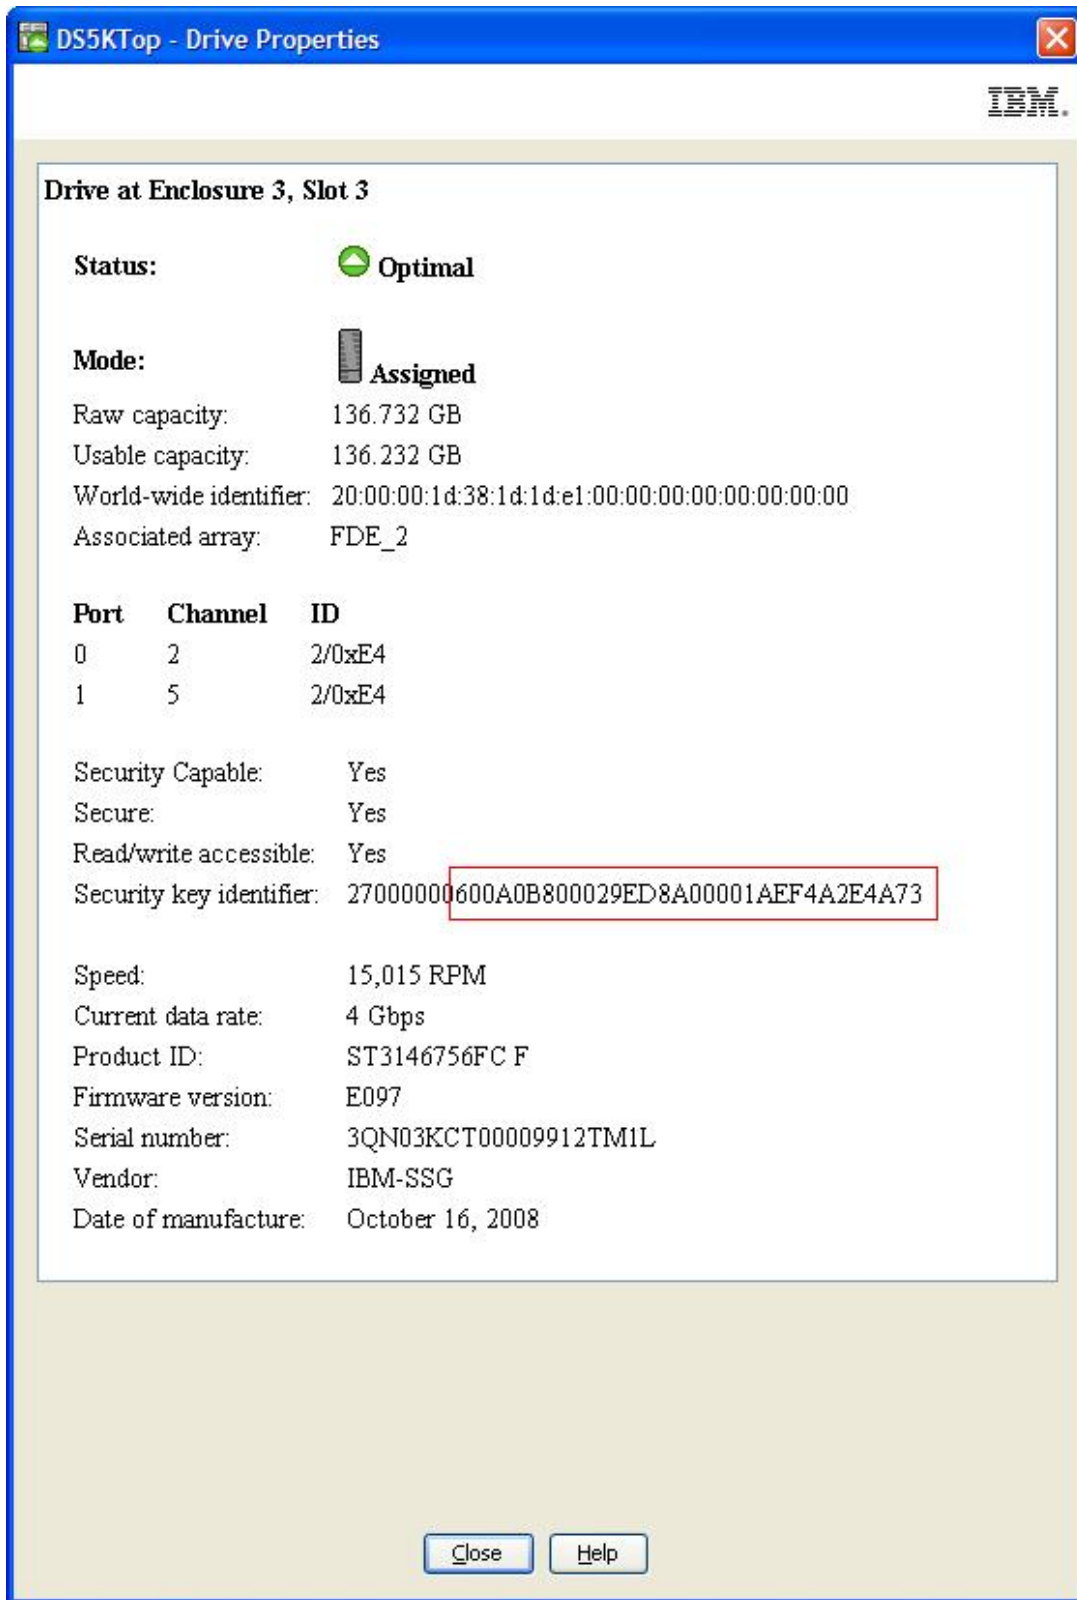 DS5KTop - Drive Properties
IBM.
Drive at Enclosure 3, Slot 3
Status: Optimal
Mode: Assigned
Raw capacity: 136.732 GB
Usable capacity: 136.232 GB
World-wide identifier: 20:00:00:1d:38:1d:1d:e1:00:00:00:00:00:00:00:00
Associated array: FDE_2
Port Channel ID
0 2 2/0xE4
1 5 2/0xE4
Security Capable: Yes
Secure: Yes
Read/write accessible: Yes
Security key identifier: 27000000600A0B800029ED8A00001AEF4A2E4A73
Speed: 15,015 RPM
Current data rate: 4 Gbps
Product ID: ST3146756FC F
Firmware version: E097
Serial number: 3QN03KCT00009912TM1L
Vendor: IBM-SSG
Date of manufacture: October 16, 2008
Close Help